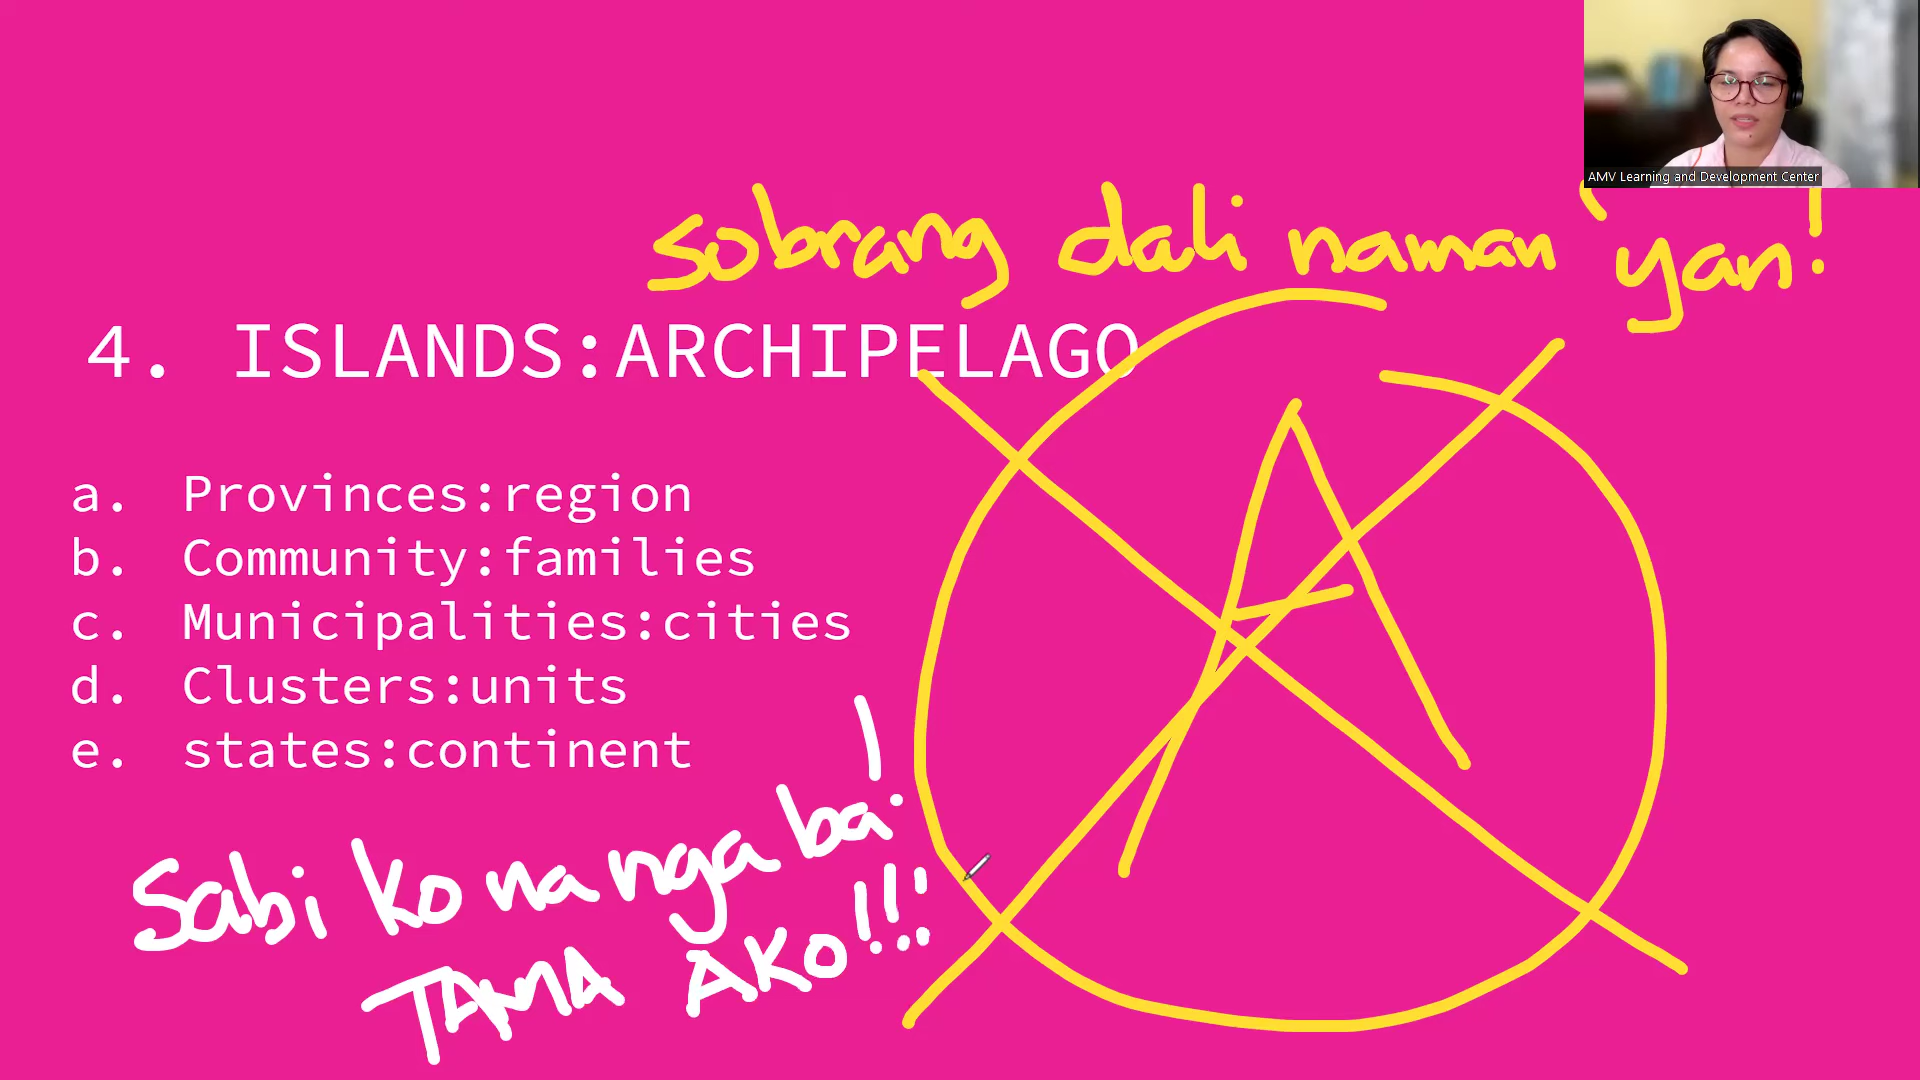 AMV Learning and Development Center
sobrang dali naman yan!
4. ISLANDS:ARCHIPELAGO
a. Provinces:region
b. Community:families
c. Municipalities:cities
d. Clusters:units
e. states:continent
A
Sabi ko na nga ba!
TAMA AKO!!!